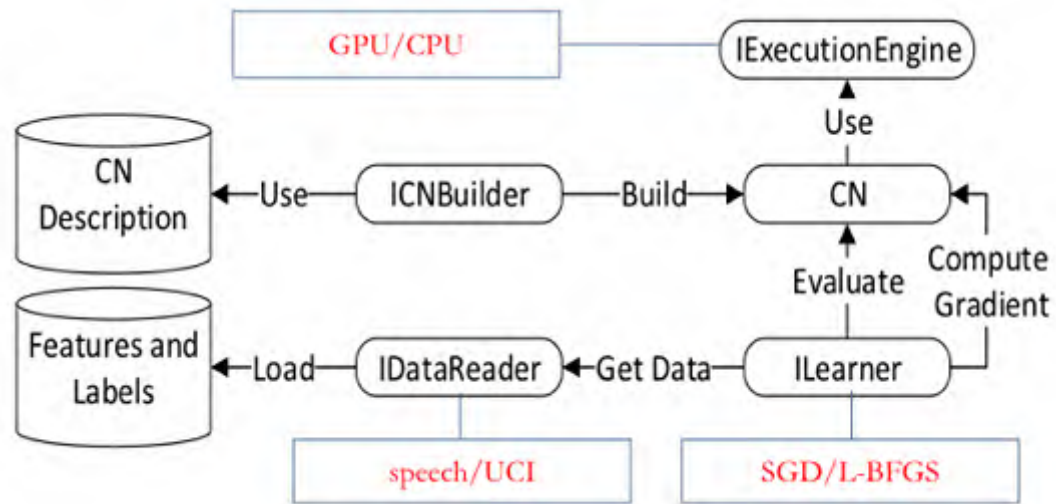 GPU/CPU
IExecutionEngine
Use
CN
Description
Use
ICNBuilder
Build
CN
Evaluate
Compute
Gradient
Features and
Labels
Load
IDataReader
Get Data
ILearner
speech/UCI
SGD/L-BFGS